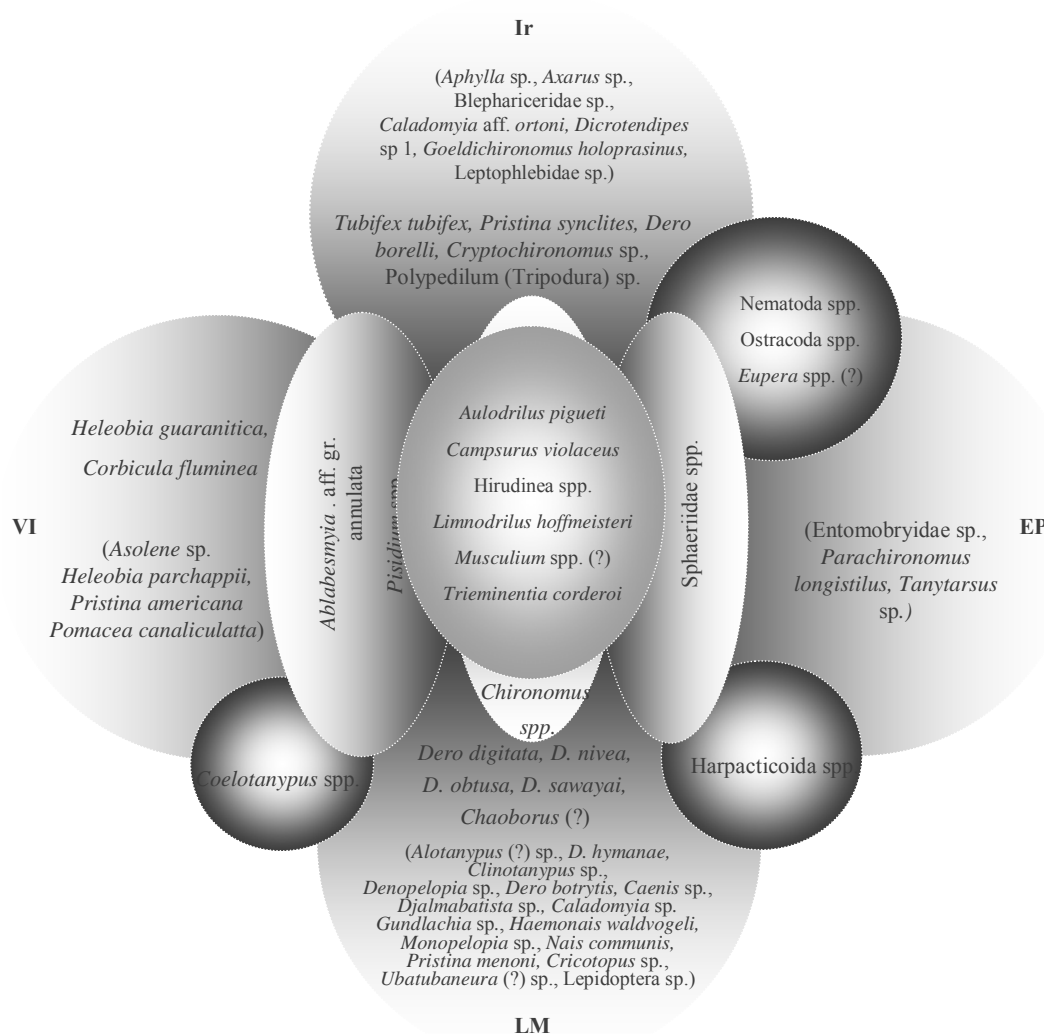 Ir
(Aphylla sp., Axarus sp.,
Blephariceridae sp.,
Caladomyia aff. ortoni, Dicrotendipes
sp 1, Goeldichironomus holoprasinus,
Leptophlebidae sp.)
Tubifex tubifex, Pristina synclites, Dero
borelli, Cryptochironomus sp.,
Polypedilum (Tripodura) sp.
Nematoda spp.
Ostracoda spp.
Eupera spp. (?)
VI
Heleobia guaranitica,
Corbicula fluminea
(Asolene sp.
Heleobia parchappii,
Pristina americana
Pomacea canaliculatta)
Ablabesmyia . aff. gr.
annulata
Pisidium spp.
Aulodrilus pigueti
Campsurus violaceus
Hirudinea spp.
Limnodrilus hoffmeisteri
Musculium spp. (?)
Trieminentia corderoi
Sphaeriidae spp.
EP
(Entomobryidae sp.,
Parachironomus
longistilus, Tanytarsus
sp.)
Coelotanypus spp.
Harpacticoida spp.
Chironomus
spp.
Dero digitata, D. nivea,
D. obtusa, D. sawayai,
Chaoborus (?)
(Alotanypus (?) sp., D. hymanae,
Clinotanypus sp.,
Denopelopia sp., Dero botrytis, Caenis sp.,
Djalmabatista sp., Caladomyia sp.
Gundlachia sp., Haemonais waldvogeli,
Monopelopia sp., Nais communis,
Pristina menoni, Cricotopus sp.,
Ubatubaneura (?) sp., Lepidoptera sp.)
LM